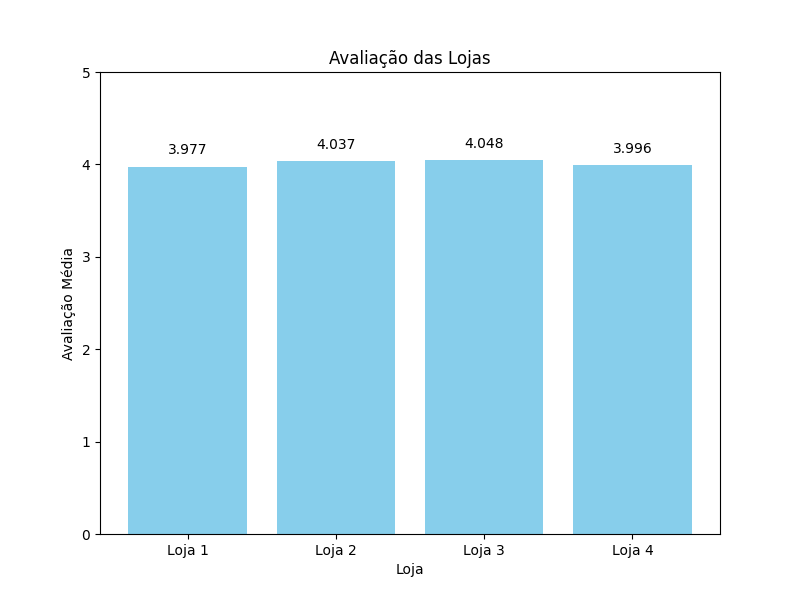 Avaliação das Lojas
5
4
3
2
1
0
Avaliação Média
3.977
4.037
4.048
3.996
Loja 1
Loja 2
Loja 3
Loja 4
Loja